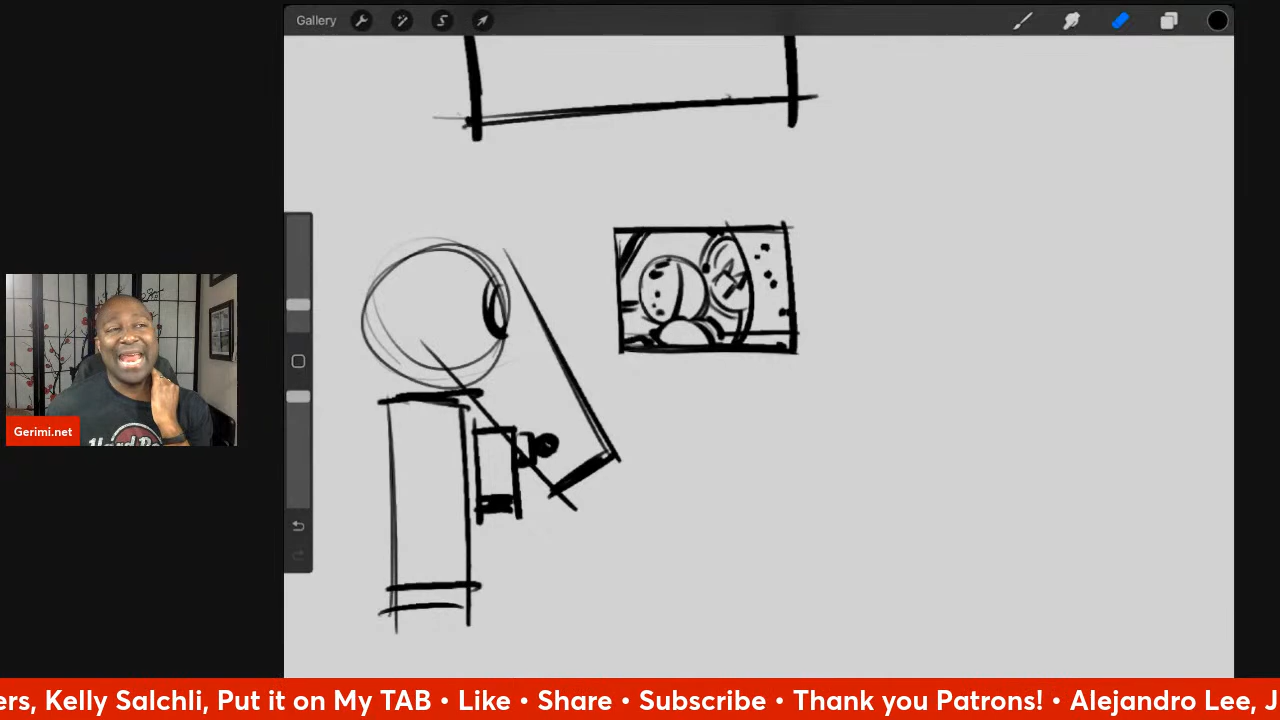 Gallery
Gerimi.net
ers, Kelly Salchli, Put it on My TAB • Like • Share • Subscribe • Thank you Patrons! • Alejandro Lee, J